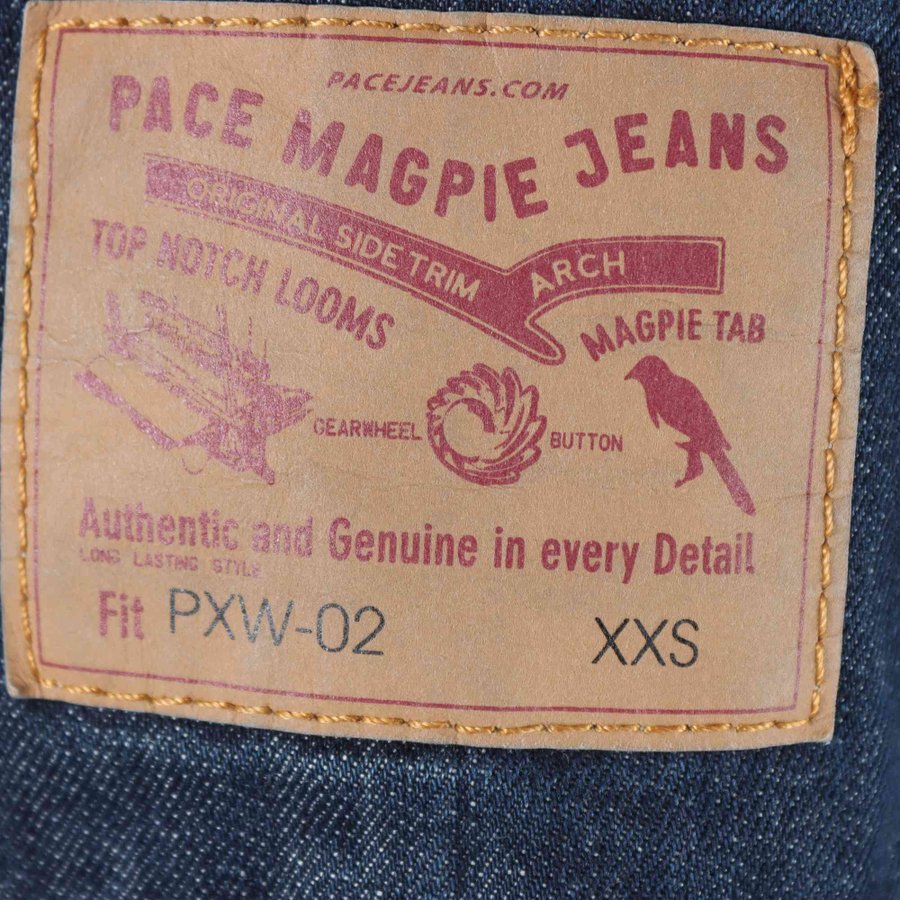 PACEJEANS.COM
PACE MAGPIE JEANS
ORIGINAL SIDE TRIM ARCH
TOP NOTCH LOOMS
MAGPIE TAB
GEARWHEEL BUTTON
Authentic and Genuine in every Detail
LONG LASTING STYLE
Fit PXW-02 XXS